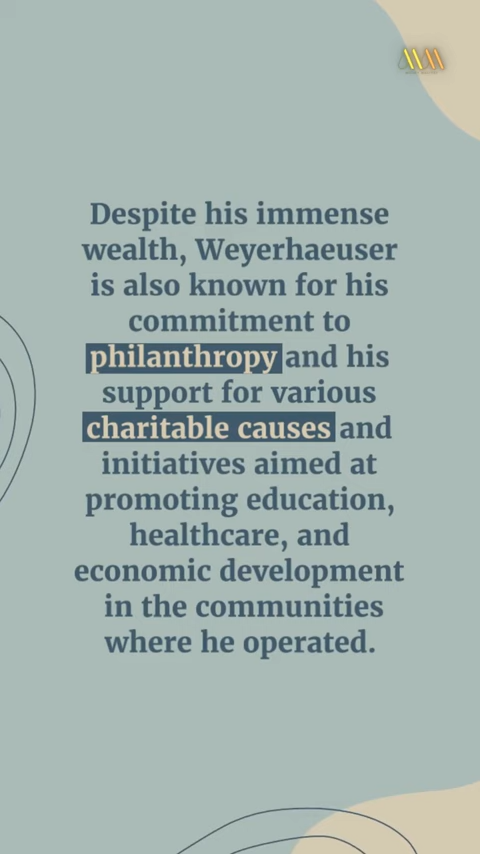 Despite his immense
wealth, Weyerhaeuser
is also known for his
commitment to
philanthropy and his
support for various
charitable causes and
initiatives aimed at
promoting education,
healthcare, and
economic development
in the communities
where he operated.